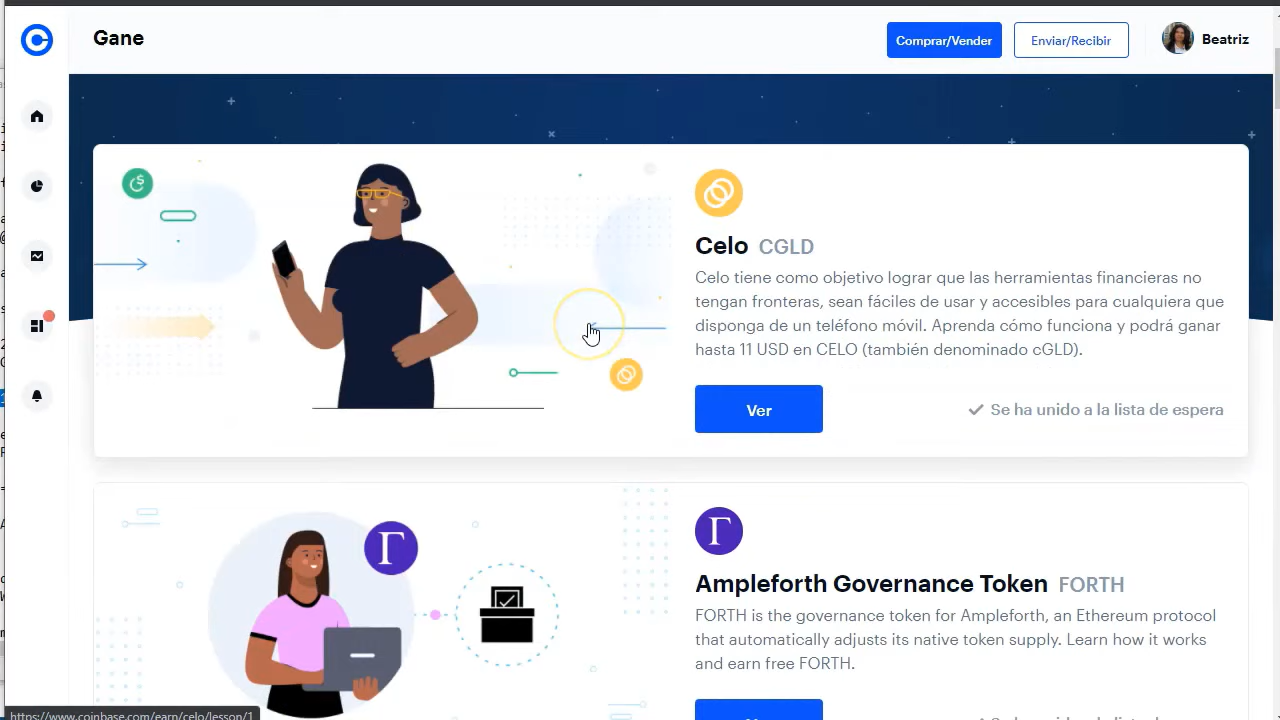 Gane
Comprar/Vender
Enviar/Recibir
Beatriz
Celo CGLD
Celo tiene como objetivo lograr que las herramientas financieras no
tengan fronteras, sean fáciles de usar y accesibles para cualquiera que
disponga de un teléfono móvil. Aprenda cómo funciona y podrá ganar
hasta 11 USD en CELO (también denominado cGLD).
Ver
Se ha unido a la lista de espera
Γ
Γ
Ampleforth Governance Token FORTH
FORTH is the governance token for Ampleforth, an Ethereum protocol
that automatically adjusts its native token supply. Learn how it works
and earn free FORTH.
https://www.coinbase.com/earn/celo/lesson/1